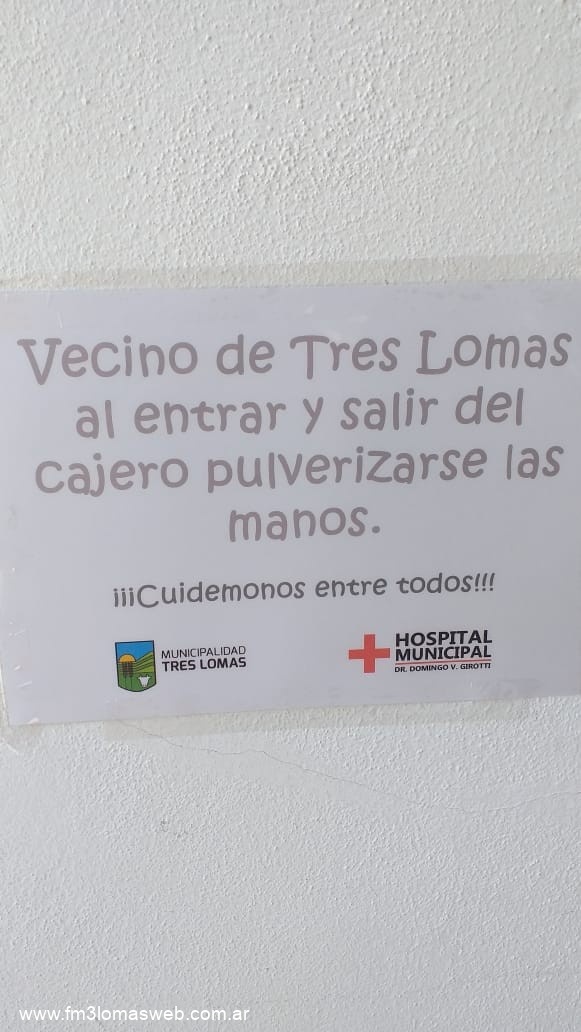 Vecino de Tres Lomas
al entrar y salir del
cajero pulverizarse las
manos.
¡¡¡Cuidemonos entre todos!!!
MUNICIPALIDAD
TRES LOMAS
HOSPITAL
MUNICIPAL
DR. DOMINGO V. GIROTTI
www.fm3lomasweb.com.ar